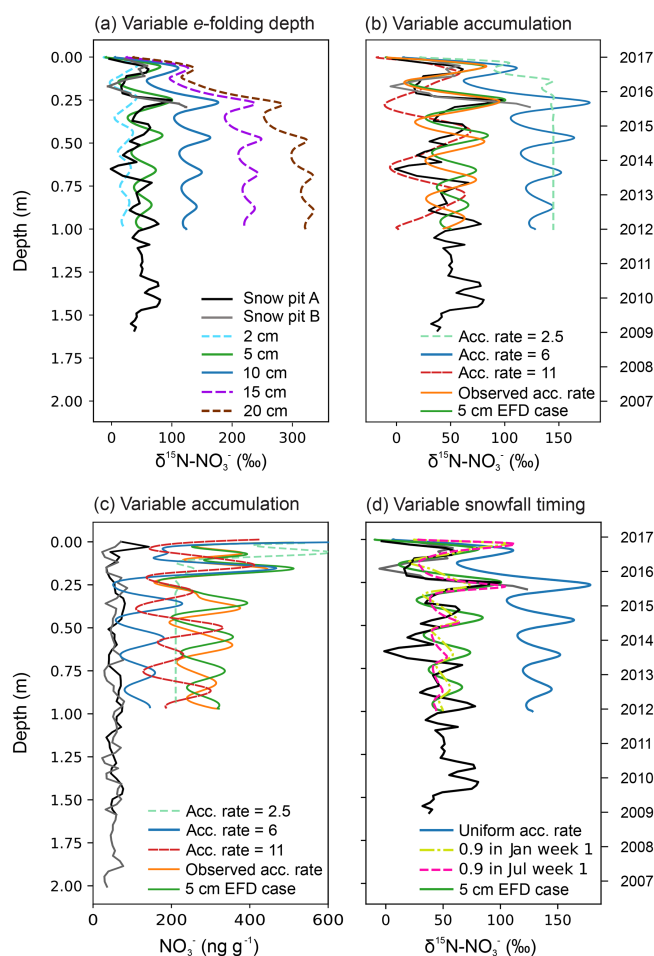 (a) Variable e-folding depth
0.00
0.25
0.50
0.75
1.00
1.25
1.50
1.75
2.00
Depth (m)
Snow pit A
Snow pit B
2 cm
5 cm
10 cm
15 cm
20 cm
0 100 200 300
δ¹⁵N-NO₃⁻ (‰)
(b) Variable accumulation
2017
2016
2015
2014
2013
2012
2011
2010
2009
2008
2007
Acc. rate = 2.5
Acc. rate = 6
Acc. rate = 11
Observed acc. rate
5 cm EFD case
0 50 100 150
δ¹⁵N-NO₃⁻ (‰)
(c) Variable accumulation
0.00
0.25
0.50
0.75
1.00
1.25
1.50
1.75
2.00
Depth (m)
Acc. rate = 2.5
Acc. rate = 6
Acc. rate = 11
Observed acc. rate
5 cm EFD case
0 200 400 600
NO₃⁻ (ng g⁻¹)
(d) Variable snowfall timing
2017
2016
2015
2014
2013
2012
2011
2010
2009
2008
2007
Uniform acc. rate
0.9 in Jan week 1
0.9 in Jul week 1
5 cm EFD case
0 50 100 150
δ¹⁵N-NO₃⁻ (‰)